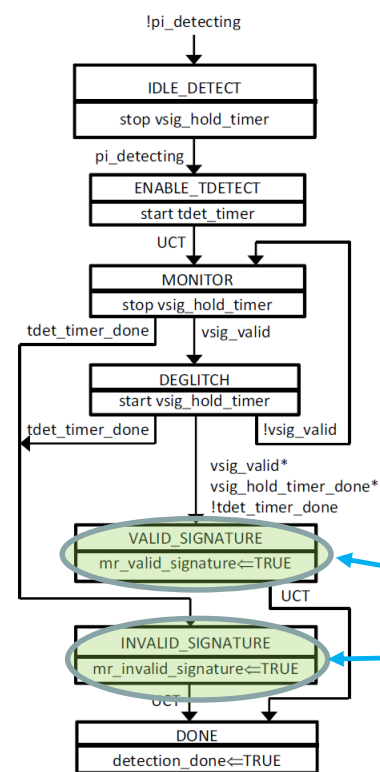 !pi_detecting
IDLE_DETECT
stop vsig_hold_timer
pi_detecting
ENABLE_TDETECT
start tdet_timer
UCT
MONITOR
stop vsig_hold_timer
tdet_timer_done
vsig_valid
DEGLITCH
start vsig_hold_timer
tdet_timer_done
!vsig_valid
vsig_valid*
vsig_hold_timer_done*
!tdet_timer_done
VALID_SIGNATURE
mr_valid_signature⇐TRUE
UCT
INVALID_SIGNATURE
mr_invalid_signature⇐TRUE
UCT
DONE
detection_done⇐TRUE